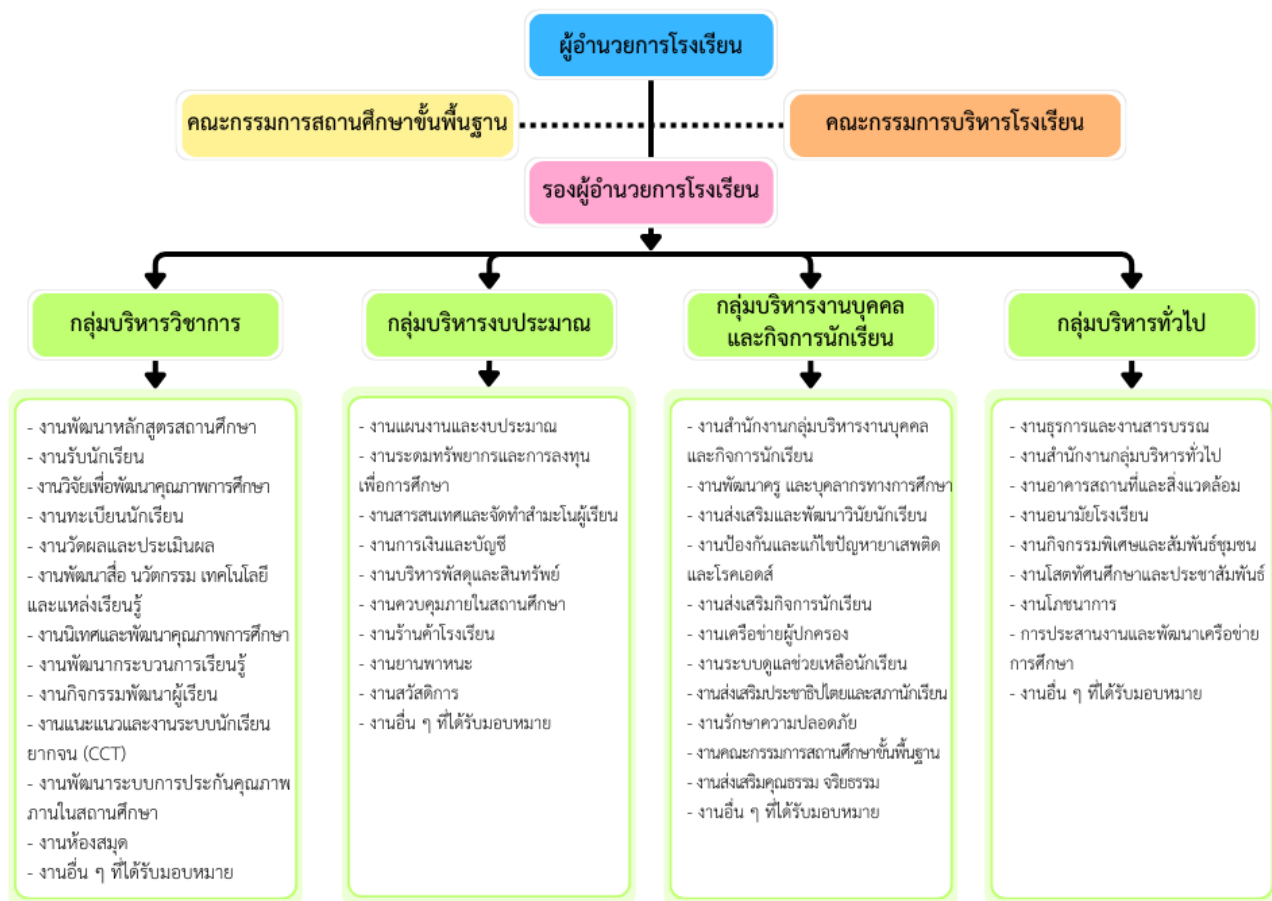 ผู้อำนวยการโรงเรียน
คณะกรรมการสถานศึกษาขั้นพื้นฐาน
คณะกรรมการบริหารโรงเรียน
รองผู้อำนวยการโรงเรียน
กลุ่มบริหารวิชาการ
- งานพัฒนาหลักสูตรสถานศึกษา
- งานรับนักเรียน
- งานวิจัยเพื่อพัฒนาคุณภาพการศึกษา
- งานทะเบียนนักเรียน
- งานวัดผลและประเมินผล
- งานพัฒนาสื่อ นวัตกรรม เทคโนโลยี
และแหล่งเรียนรู้
- งานนิเทศและพัฒนาคุณภาพการศึกษา
- งานพัฒนากระบวนการเรียนรู้
- งานกิจกรรมพัฒนาผู้เรียน
- งานแนะแนวและงานระบบนักเรียน
ยากจน (CCT)
- งานพัฒนาระบบการประกันคุณภาพ
ภานในสถานศึกษา
- งานห้องสมุด
- งานอื่น ๆ ที่ได้รับมอบหมาย
กลุ่มบริหารงบประมาณ
- งานแผนงานและงบประมาณ
- งานระดมทรัพยากรและการลงทุน
เพื่อการศึกษา
- งานสารสนเทศและจัดทำสำมะโนผู้เรียน
- งานการเงินและบัญชี
- งานบริหารพัสดุและสินทรัพย์
- งานควบคุมภายในสถานศึกษา
- งานร้านค้าโรงเรียน
- งานยานพาหนะ
- งานสวัสดิการ
- งานอื่น ๆ ที่ได้รับมอบหมาย
กลุ่มบริหารงานบุคคล
และกิจการนักเรียน
- งานสำนักงานกลุ่มบริหารงานบุคคล
และกิจการนักเรียน
- งานพัฒนาครู และบุคลากรทางการศึกษา
- งานส่งเสริมและพัฒนาวินัยนักเรียน
- งานป้องกันและแก้ไขปัญหายาเสพติด
และโรคเอดส์
- งานส่งเสริมกิจการนักเรียน
- งานเครือข่ายผู้ปกครอง
- งานระบบดูแลช่วยเหลือนักเรียน
- งานส่งเสริมประชาธิปไตยและสภานักเรียน
- งานรักษาความปลอดภัย
- งานคณะกรรมการสถานศึกษาขั้นพื้นฐาน
- งานส่งเสริมคุณธรรม จริยธรรม
- งานอื่น ๆ ที่ได้รับมอบหมาย
กลุ่มบริหารทั่วไป
- งานธุรการและงานสารบรรณ
- งานสำนักงานกลุ่มบริหารทั่วไป
- งานอาคารสถานที่และสิ่งแวดล้อม
- งานอนามัยโรงเรียน
- งานกิจกรรมพิเศษและสัมพันธ์ชุมชน
- งานโสตทัศนศึกษาและประชาสัมพันธ์
- งานโภชนาการ
- การประสานงานและพัฒนาเครือข่าย
การศึกษา
- งานอื่น ๆ ที่ได้รับมอบหมาย